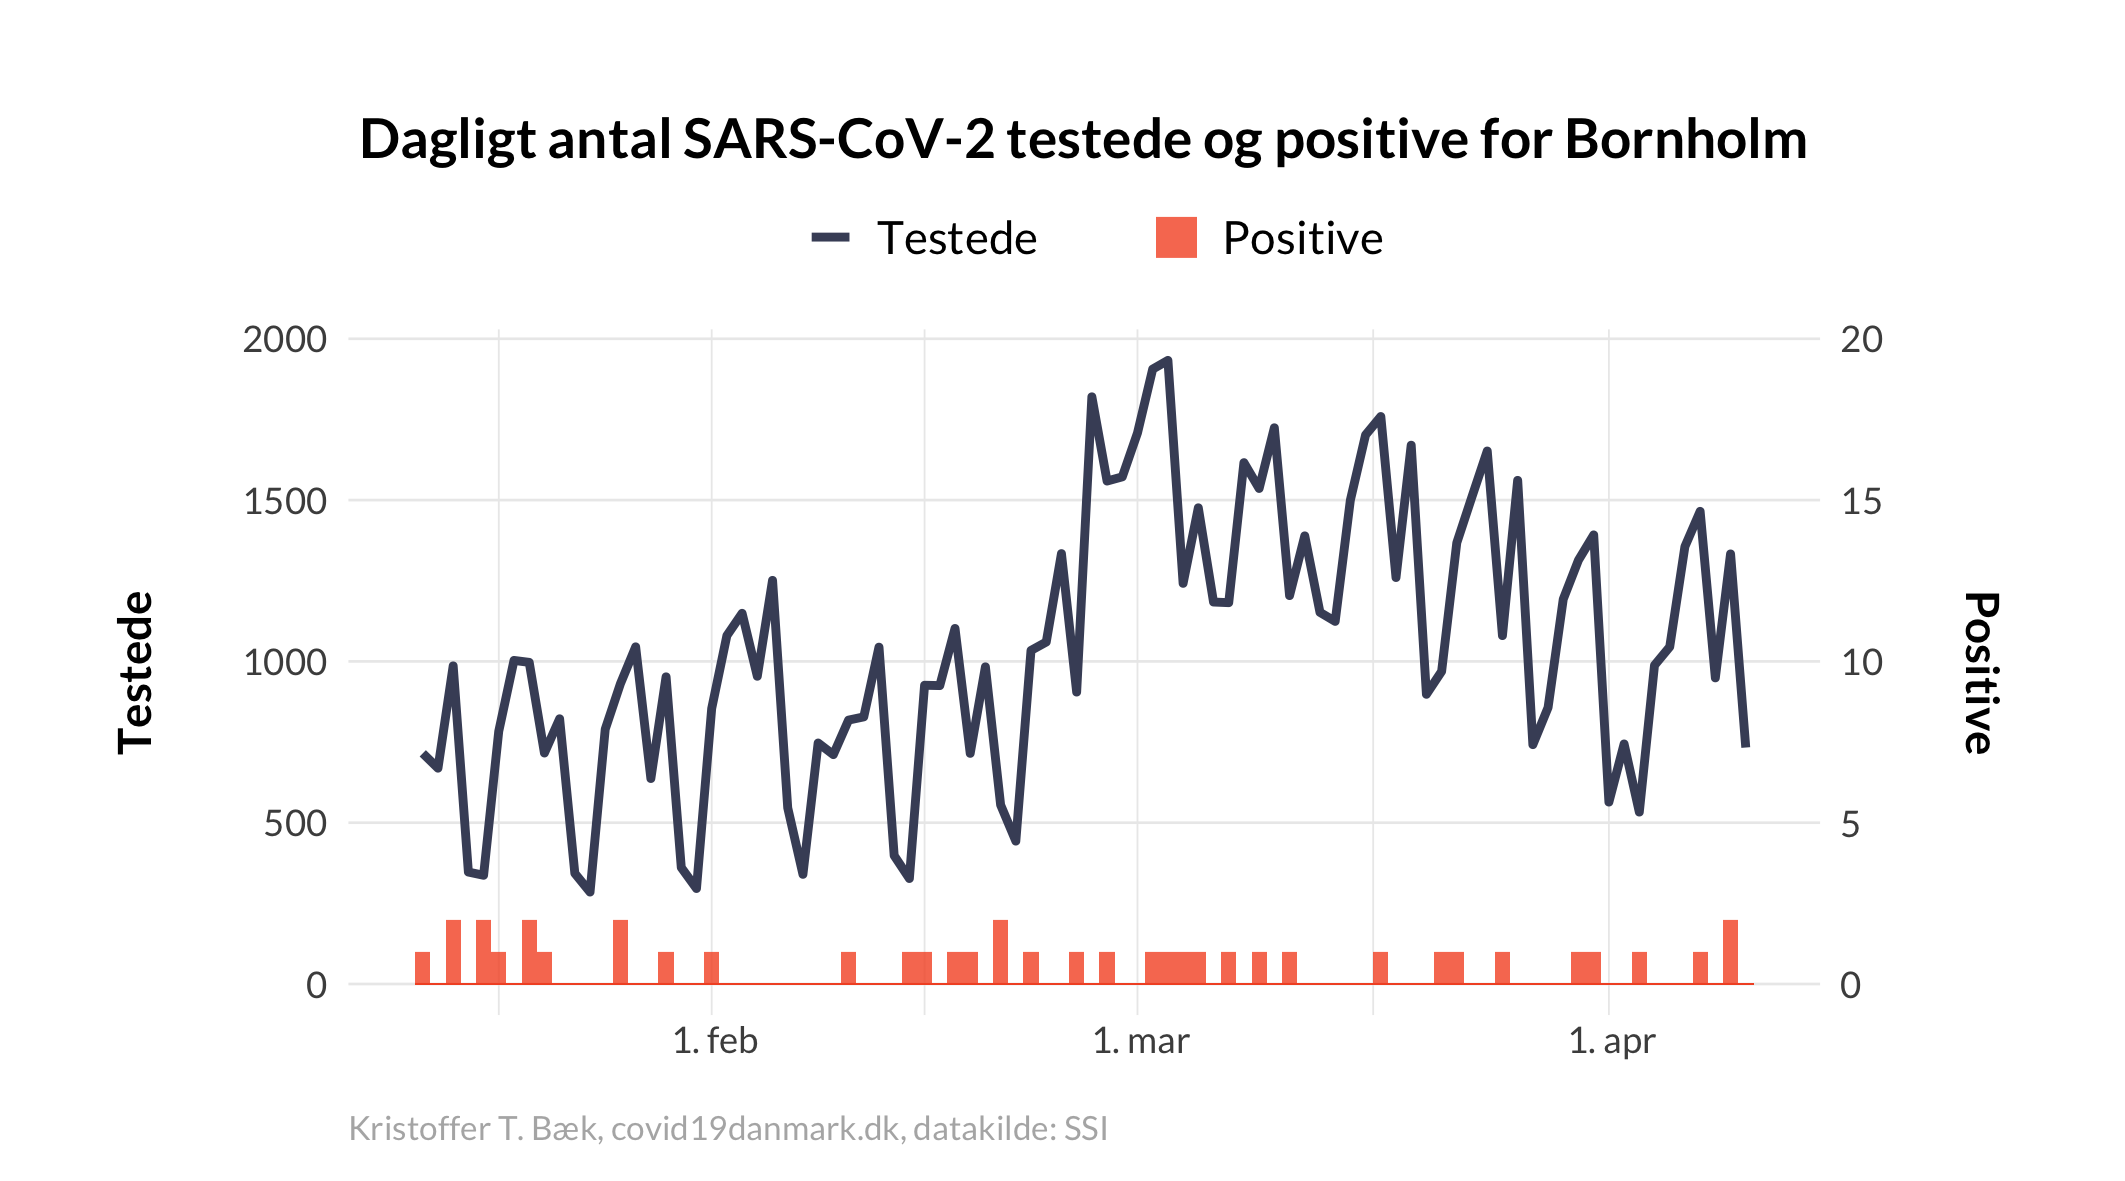 Dagligt antal SARS-CoV-2 testede og positive for Bornholm
Testede
Positive
2000
1500
1000
500
0
20
15
10
5
0
Testede
Positive
1. feb
1. mar
1. apr
Kristoffer T. Bæk, covid19danmark.dk, datakilde: SSI